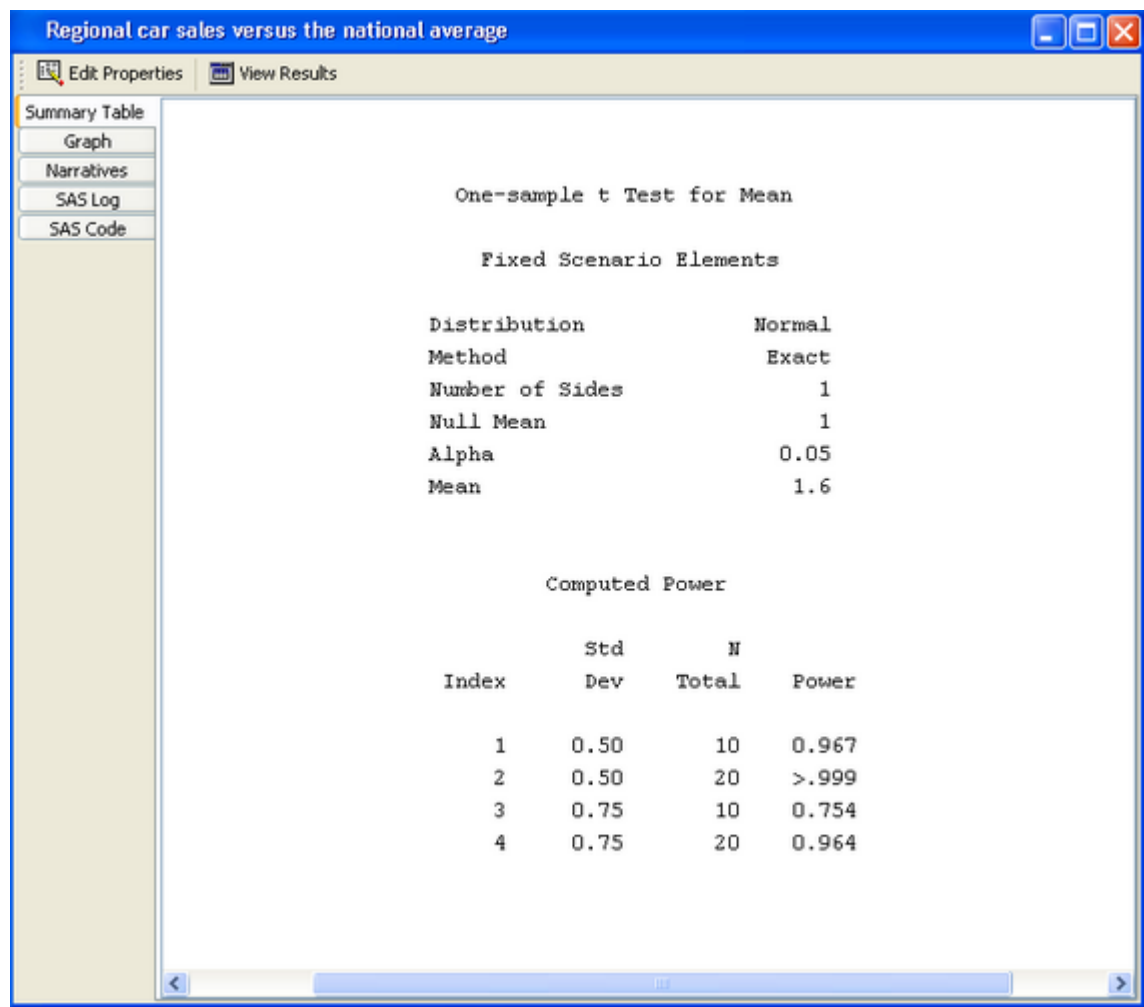 Regional car sales versus the national average
Edit Properties View Results
Summary Table
Graph
Narratives
SAS Log
SAS Code
One-sample t Test for Mean
Fixed Scenario Elements
Distribution Normal
Method Exact
Number of Sides 1
Null Mean 1
Alpha 0.05
Mean 1.6
Computed Power
Std N
Index Dev Total Power
1 0.50 10 0.967
2 0.50 20 >.999
3 0.75 10 0.754
4 0.75 20 0.964